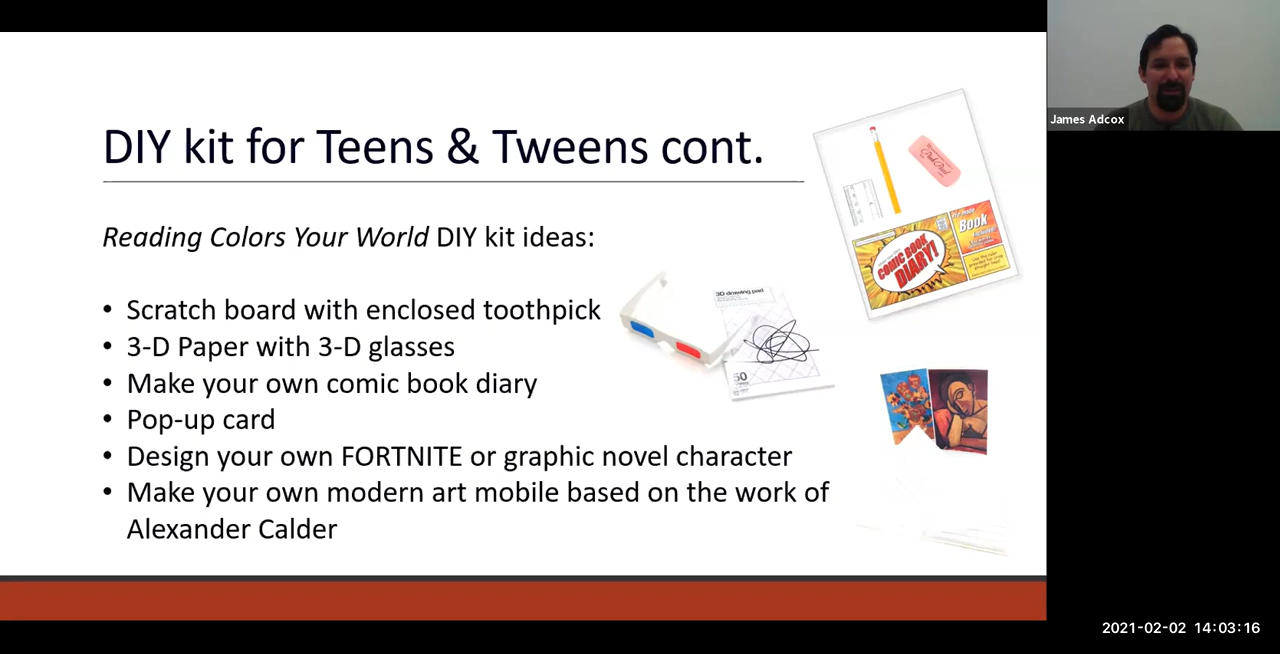 DIY kit for Teens & Tweens cont.
Reading Colors Your World DIY kit ideas:
• Scratch board with enclosed toothpick
• 3-D Paper with 3-D glasses
• Make your own comic book diary
• Pop-up card
• Design your own FORTNITE or graphic novel character
• Make your own modern art mobile based on the work of
Alexander Calder
3D drawing pad
50
Pink Pearl
COMIC BOOK
DIARY!
Book
James Adcox
2021-02-02 14:03:16